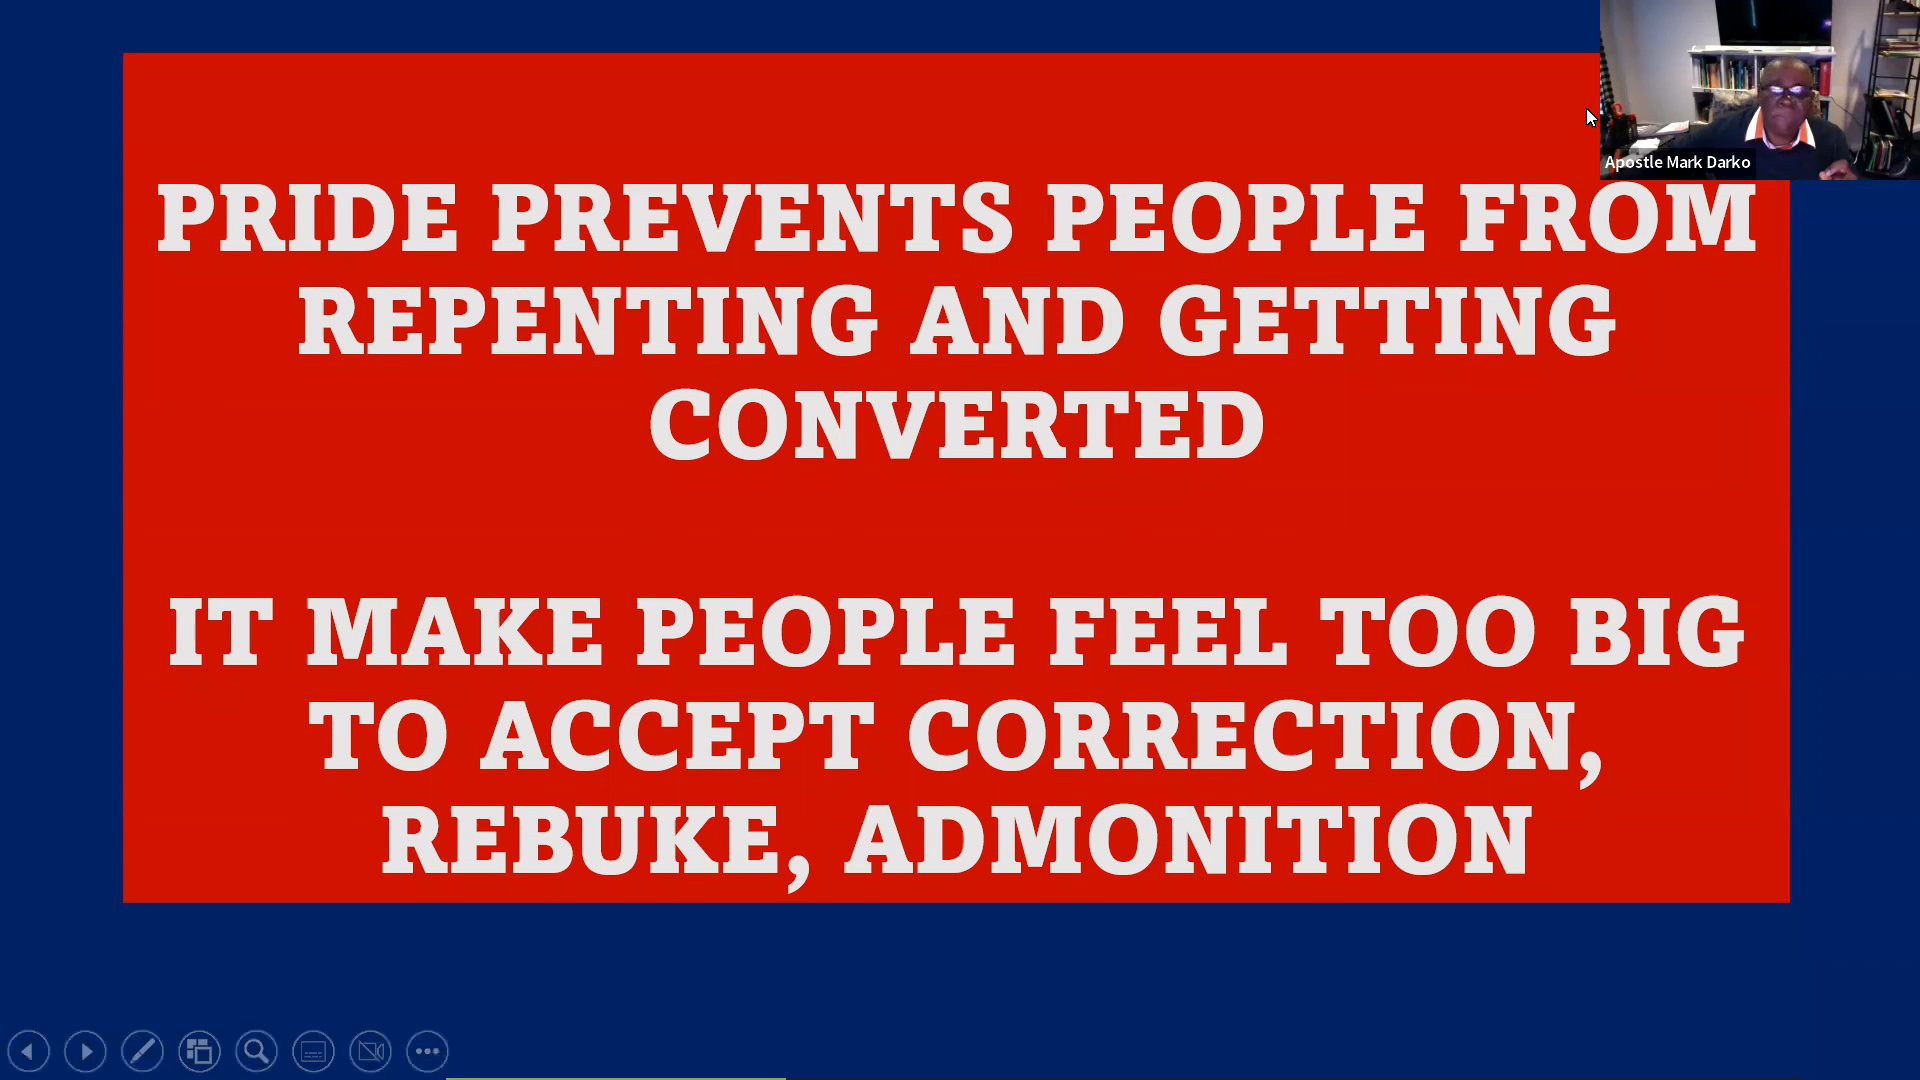 Apostle Mark Darko
PRIDE PREVENTS PEOPLE FROM
REPENTING AND GETTING
CONVERTED
IT MAKE PEOPLE FEEL TOO BIG
TO ACCEPT CORRECTION,
REBUKE, ADMONITION